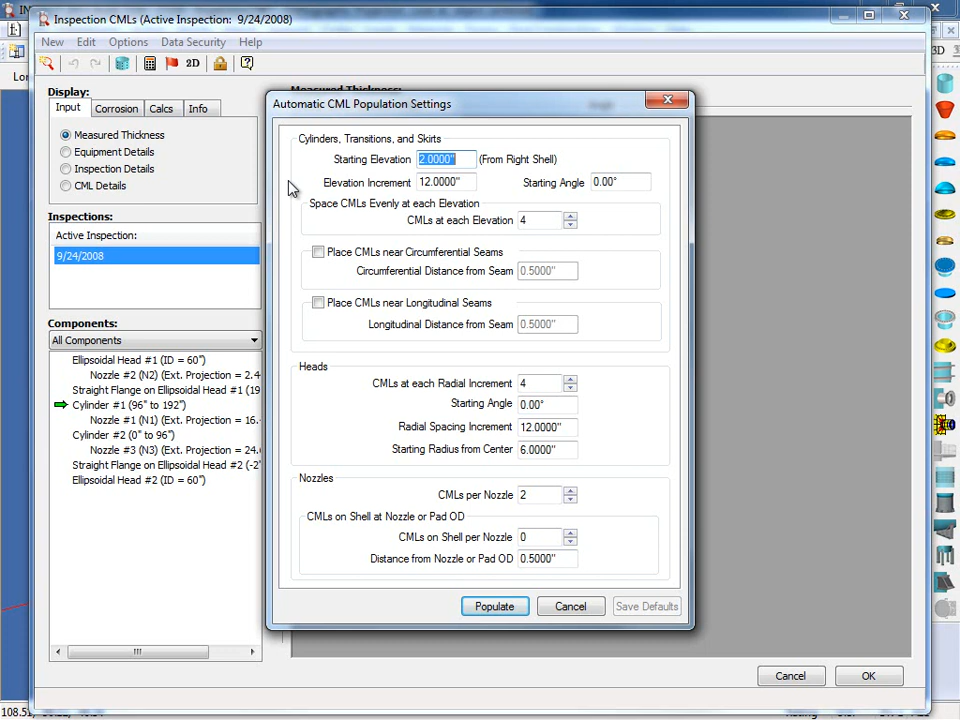 Inspection CMLs (Active Inspection: 9/24/2008)
New Edit Options Data Security Help
2D
3D
Lo
Display:
Input Corrosion Calcs Info
Measured Thickness
Equipment Details
Inspection Details
CML Details
Inspections:
Active Inspection:
9/24/2008
Components:
All Components
Ellipsoidal Head #1 (ID = 60")
Nozzle #2 (N2) (Ext. Projection = 2.4
Straight Flange on Ellipsoidal Head #1 (19
Cylinder #1 (96" to 192")
Nozzle #1 (N1) (Ext. Projection = 16.
Cylinder #2 (0" to 96")
Nozzle #3 (N3) (Ext. Projection = 24.
Straight Flange on Ellipsoidal Head #2 (-2"
Ellipsoidal Head #2 (ID = 60")
Measured Thickness:
Automatic CML Population Settings
Cylinders, Transitions, and Skirts
Starting Elevation 2.0000" (From Right Shell)
Elevation Increment 12.0000" Starting Angle 0.00°
Space CMLs Evenly at each Elevation
CMLs at each Elevation 4
Place CMLs near Circumferential Seams
Circumferential Distance from Seam 0.5000"
Place CMLs near Longitudinal Seams
Longitudinal Distance from Seam 0.5000"
Heads
CMLs at each Radial Increment 4
Starting Angle 0.00°
Radial Spacing Increment 12.0000"
Starting Radius from Center 6.0000"
Nozzles
CMLs per Nozzle 2
CMLs on Shell at Nozzle or Pad OD
CMLs on Shell per Nozzle 0
Distance from Nozzle or Pad OD 0.5000"
Populate Cancel Save Defaults
Cancel OK